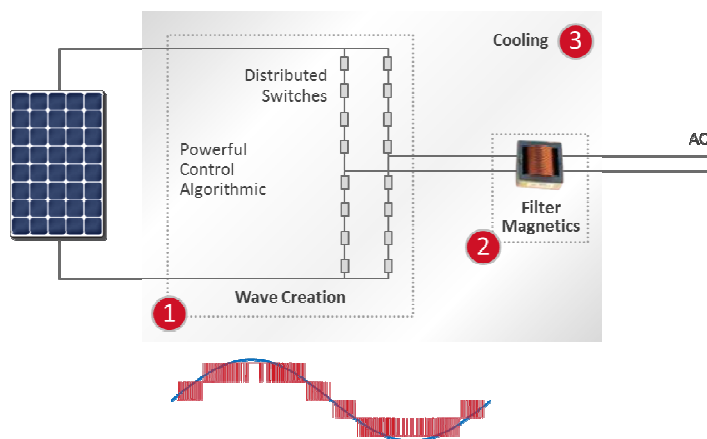 Cooling
3
Distributed
Switches
Powerful
Control
Algorithmic
AC
Filter
Magnetics
2
Wave Creation
1